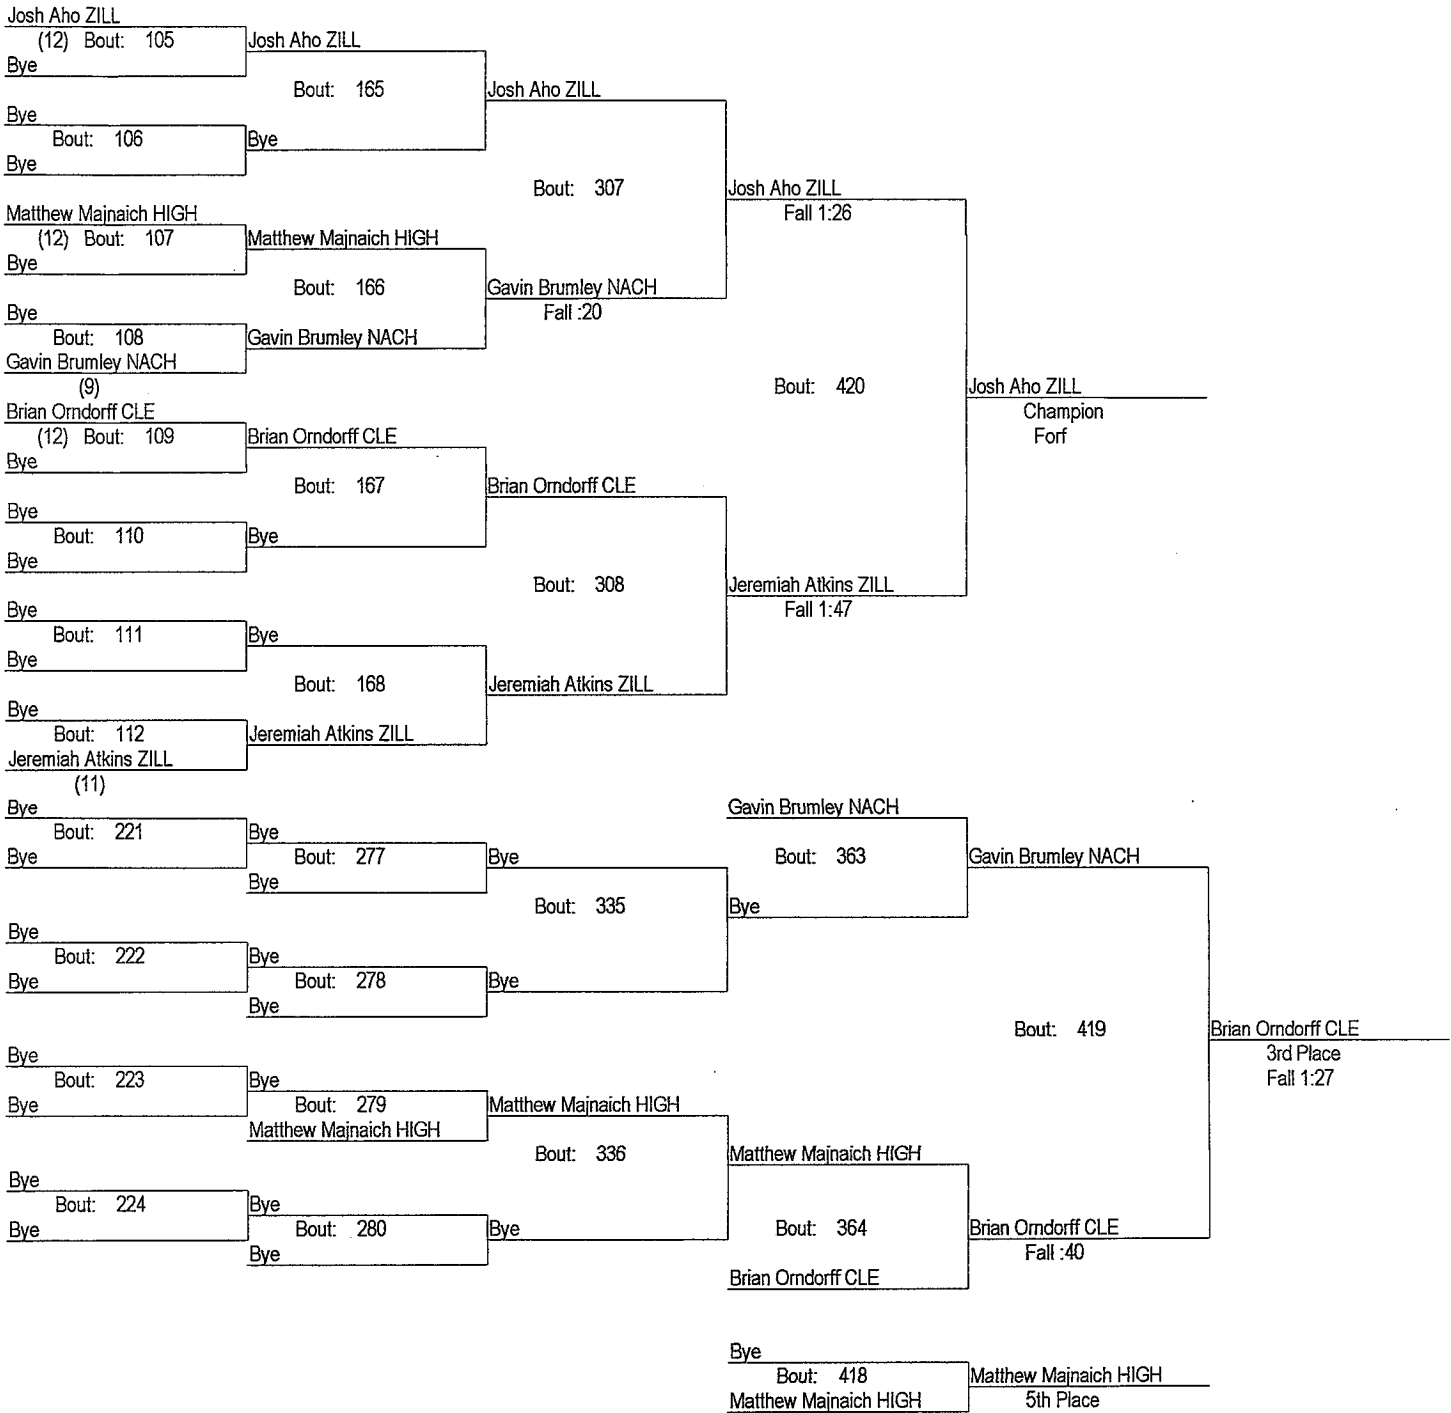 Josh Aho ZILL
(12) Bout: 105
Bye
Bye
Bout: 106
Bye
Matthew Majnaich HIGH
(12) Bout: 107
Bye
Bye
Bout: 108
Gavin Brumley NACH
(9)
Brian Orndorff CLE
(12) Bout: 109
Bye
Bye
Bout: 110
Bye
Bye
Bout: 111
Bye
Bye
Bout: 112
Jeremiah Atkins ZILL
(11)
Josh Aho ZILL
Bout: 165
Bye
Matthew Majnaich HIGH
Bout: 166
Gavin Brumley NACH
Brian Orndorff CLE
Bout: 167
Bye
Bye
Bout: 168
Jeremiah Atkins ZILL
Josh Aho ZILL
Bout: 307
Gavin Brumley NACH
Fall :20
Brian Orndorff CLE
Bout: 308
Jeremiah Atkins ZILL
Josh Aho ZILL
Fall 1:26
Bout: 420
Jeremiah Atkins ZILL
Fall 1:47
Josh Aho ZILL
Champion
Forf
Bye
Bout: 221
Bye
Bye
Bout: 222
Bye
Bye
Bout: 223
Bye
Bye
Bout: 224
Bye
Bye
Bout: 277
Bye
Bye
Bout: 278
Bye
Bye
Bout: 279
Matthew Majnaich HIGH
Bye
Bout: 280
Bye
Bye
Bout: 335
Bye
Matthew Majnaich HIGH
Bout: 336
Bye
Gavin Brumley NACH
Bout: 363
Bye
Matthew Majnaich HIGH
Bout: 364
Brian Orndorff CLE
Gavin Brumley NACH
Bout: 419
Brian Orndorff CLE
Fall :40
Brian Orndorff CLE
3rd Place
Fall 1:27
Bye
Bout: 418
Matthew Majnaich HIGH
Matthew Majnaich HIGH
5th Place